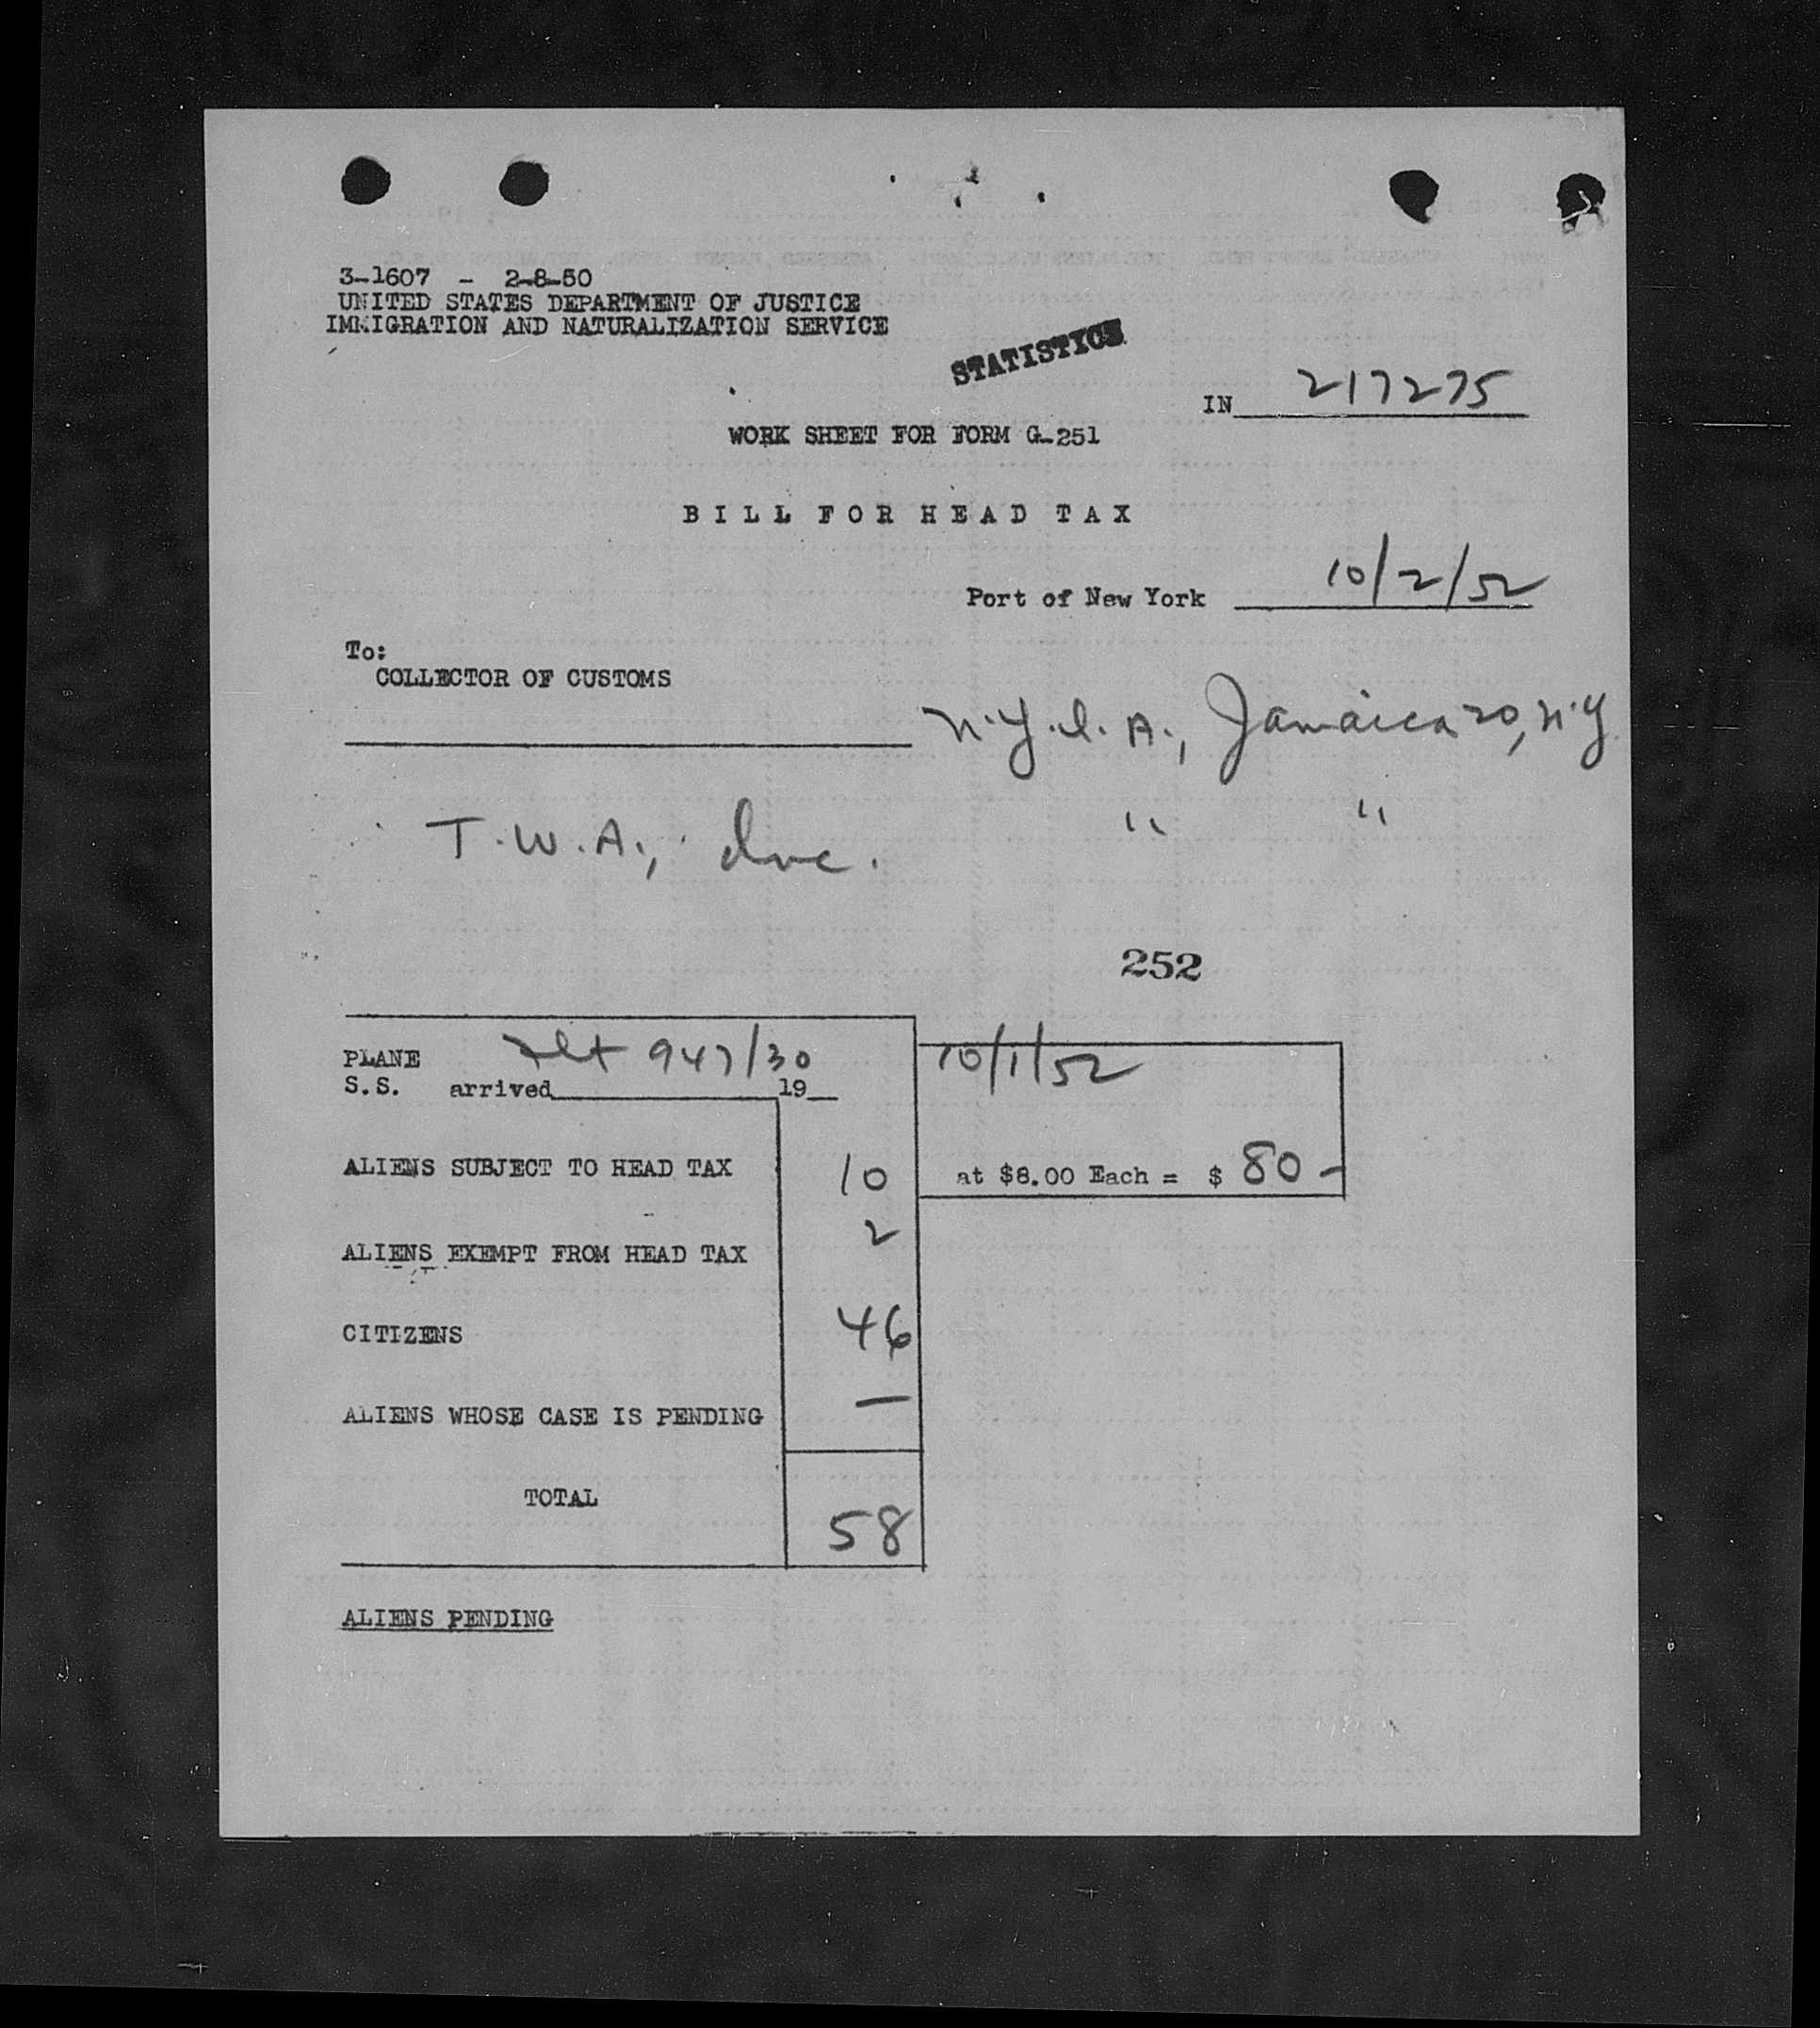 3-1607 - 2-8-50
UNITED STATES DEPARTMENT OF JUSTICE
IMMIGRATION AND NATURALIZATION SERVICE
STATISTICS
IN 217275
WORK SHEET FOR FORM G-251
BILL FOR HEAD TAX
Port of New York 10/2/52
To:
COLLECTOR OF CUSTOMS
N.Y.I.A., Jamaica 20, N.Y
T.W.A., Inc. " "
252
PLANE Flt 947/30 10/1/52
S.S. arrived 19
ALIENS SUBJECT TO HEAD TAX 10 at $8.00 Each = $ 80-
ALIENS EXEMPT FROM HEAD TAX 2
CITIZENS 46
ALIENS WHOSE CASE IS PENDING —
TOTAL 58
ALIENS PENDING